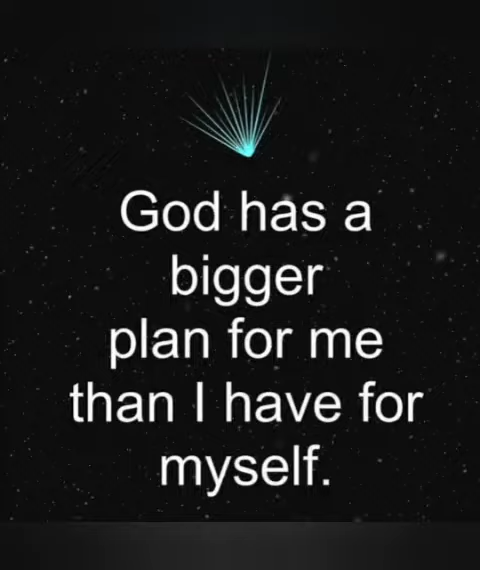 God has a
bigger
plan for me
than I have for
myself.